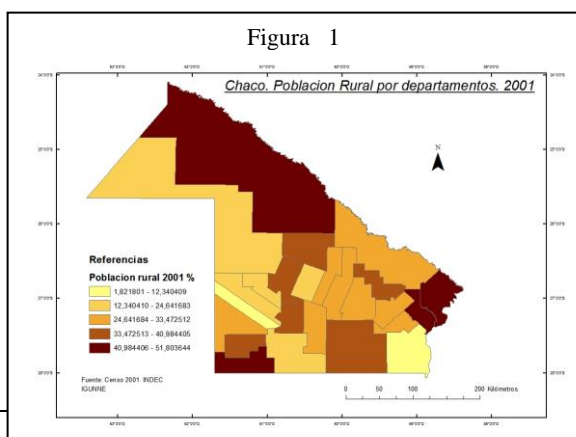 Figura 1
Chaco. Poblacion Rural por departamentos. 2001
N
Referencias
Poblacion rural 2001 %
1,821801 - 12,340409
12,340410 - 24,641683
24,641684 - 33,472512
33,472513 - 40,984405
40,984406 - 51,803644
Fuente: Censo 2001. INDEC
IGUNNE
0 50 100 200 Kilómetros